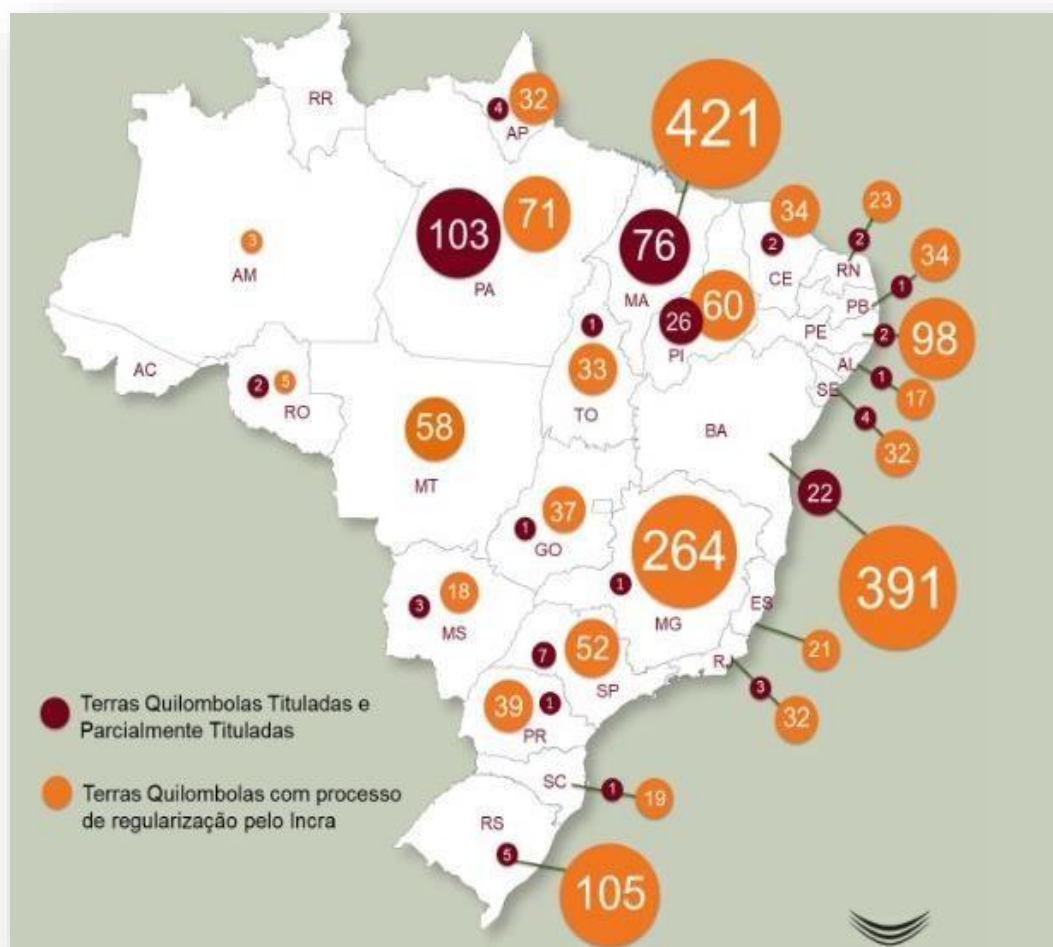 RR
4
32
AP
421
103
71
PA
76
MA
34
2
CE
23
2
RN
34
1
PB
3
AM
26
60
PI
PE
2
98
AC
2
5
RO
1
33
TO
AL
1
17
SE
4
32
58
MT
BA
22
391
1
37
GO
264
1
MG
3
18
MS
ES
21
7
52
SP
RJ
3
32
39
1
PR
SC
1
19
RS
5
105
Terras Quilombolas Tituladas e
Parcialmente Tituladas
Terras Quilombolas com processo
de regularização pelo Incra